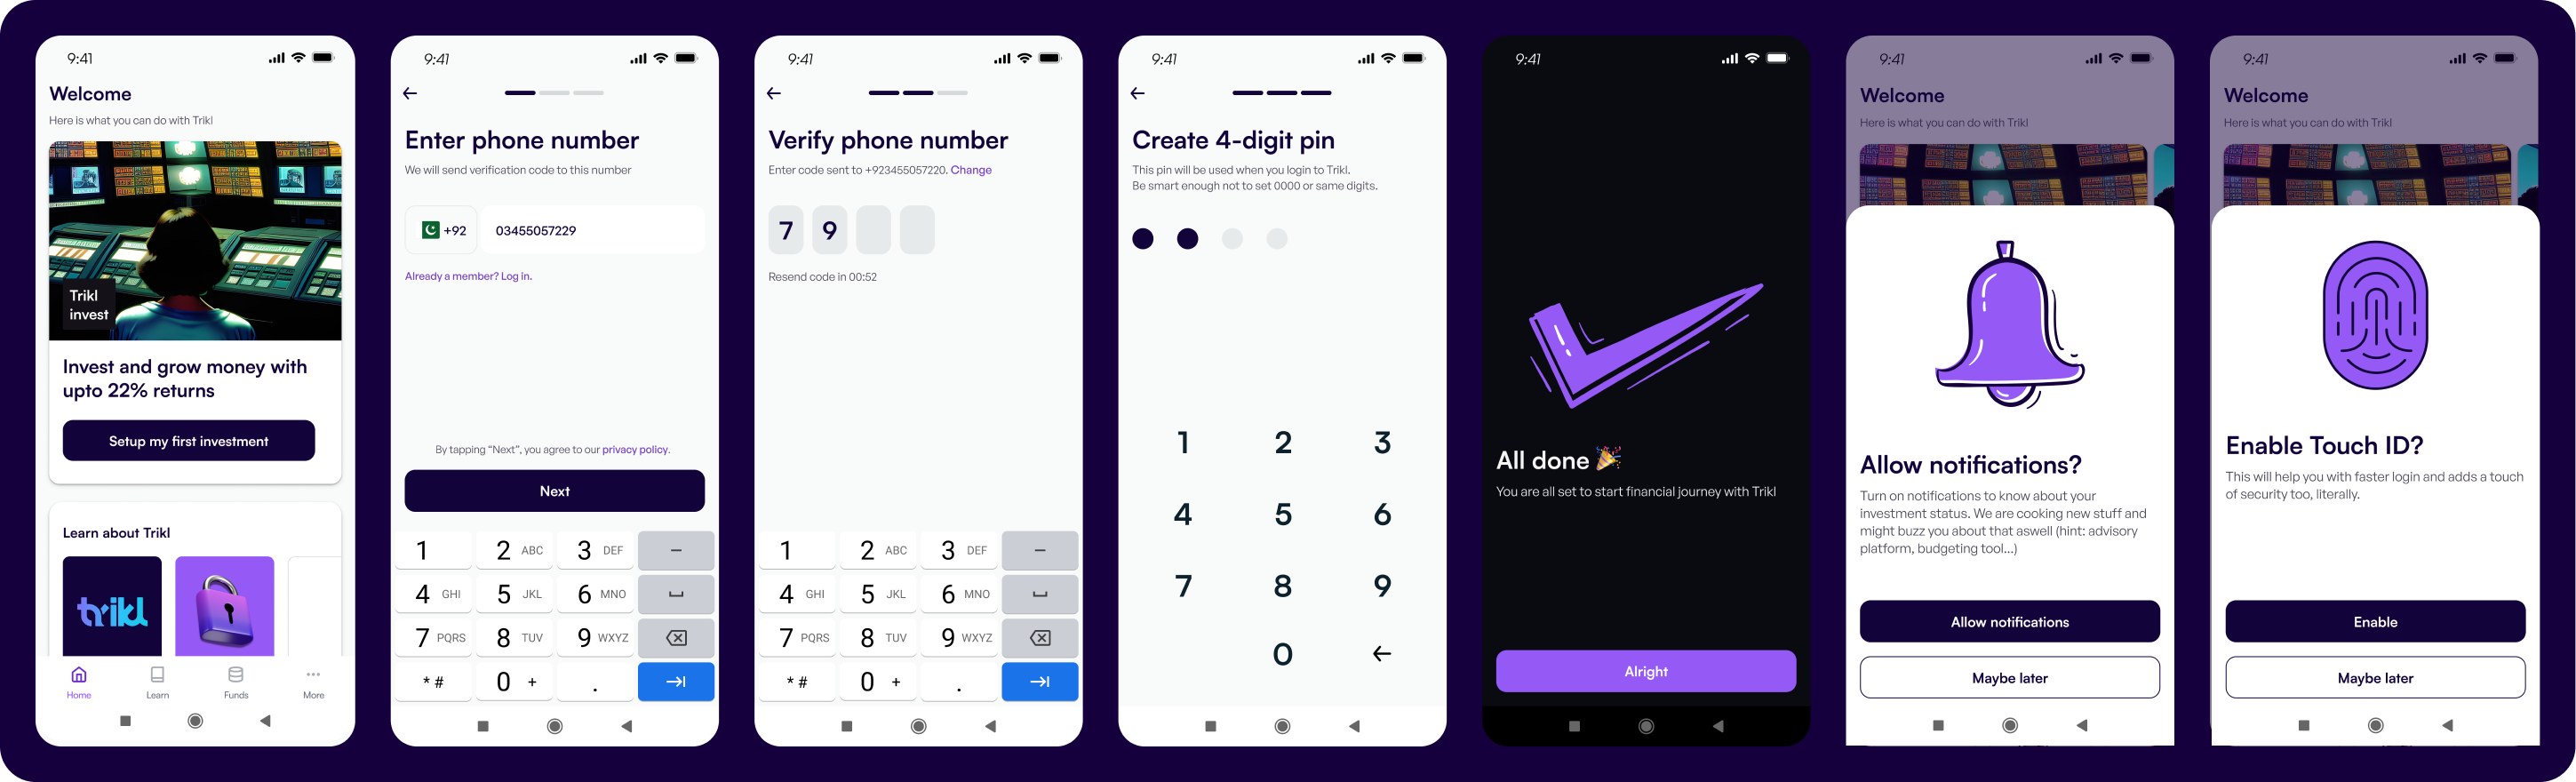 9:41
Welcome
Here is what you can do with Trikl
Trikl
invest
Invest and grow money with
upto 22% returns
Setup my first investment
Learn about Trikl
trikl
Home Learn Funds More
9:41
Enter phone number
We will send verification code to this number
+92 03455057229
Already a member? Log in.
By tapping “Next”, you agree to our privacy policy.
Next
1 2 ABC 3 DEF –
4 GHI 5 JKL 6 MNO
7 PQRS 8 TUV 9 WXYZ
* # 0 + .
9:41
Verify phone number
Enter code sent to +923455057220. Change
7 9
Resend code in 00:52
1 2 ABC 3 DEF –
4 GHI 5 JKL 6 MNO
7 PQRS 8 TUV 9 WXYZ
* # 0 + .
9:41
Create 4-digit pin
This pin will be used when you login to Trikl.
Be smart enough not to set 0000 or same digits.
1 2 3
4 5 6
7 8 9
0
9:41
All done 🎉
You are all set to start financial journey with Trikl
Alright
9:41
Welcome
Here is what you can do with Trikl
Allow notifications?
Turn on notifications to know about your
investment status. We are cooking new stuff and
might buzz you about that aswell (hint: advisory
platform, budgeting tool...)
Allow notifications
Maybe later
9:41
Welcome
Here is what you can do with Trikl
Enable Touch ID?
This will help you with faster login and adds a touch
of security too, literally.
Enable
Maybe later